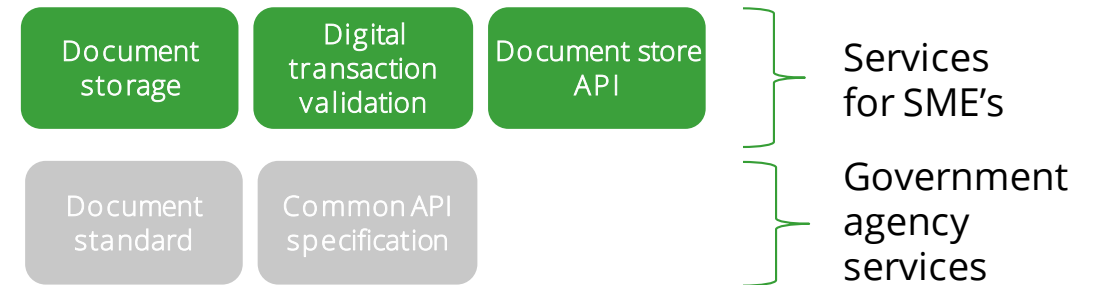 Document
storage
Digital
transaction
validation
Document store
API
Services
for SME’s
Document
standard
Common API
specification
Government
agency
services